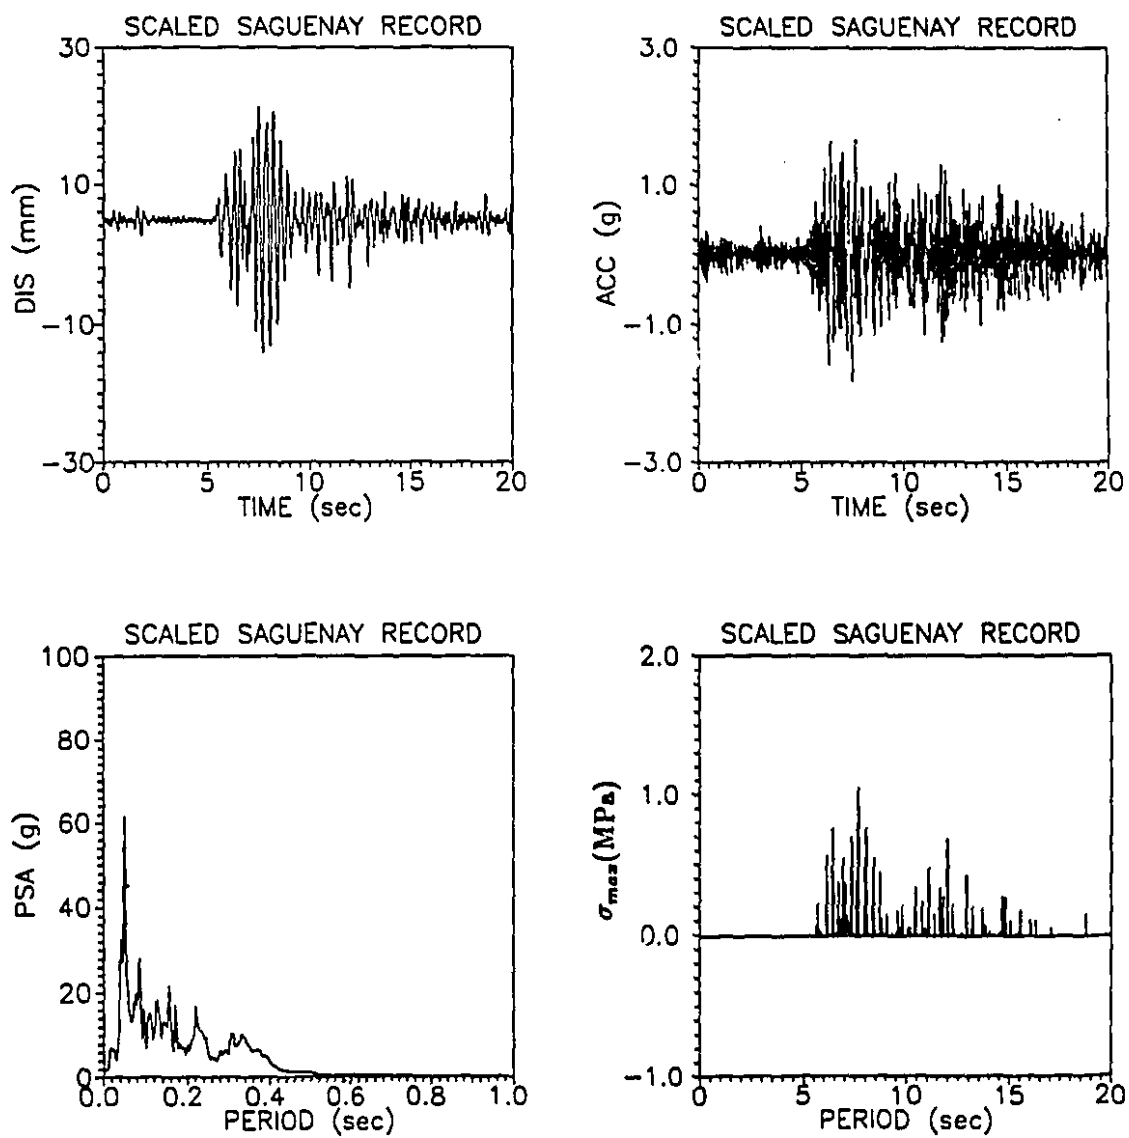 SCALED SAGUENAY RECORD
30
10
-10
-30
DIS (mm)
0 5 10 15 20
TIME (sec)
SCALED SAGUENAY RECORD
3.0
1.0
-1.0
-3.0
ACC (g)
0 5 10 15 20
TIME (sec)
SCALED SAGUENAY RECORD
100
80
60
40
20
0
PSA (g)
0.0 0.2 0.4 0.6 0.8 1.0
PERIOD (sec)
SCALED SAGUENAY RECORD
2.0
1.0
0.0
-1.0
σmax(MPa)
0 5 10 15 20
PERIOD (sec)